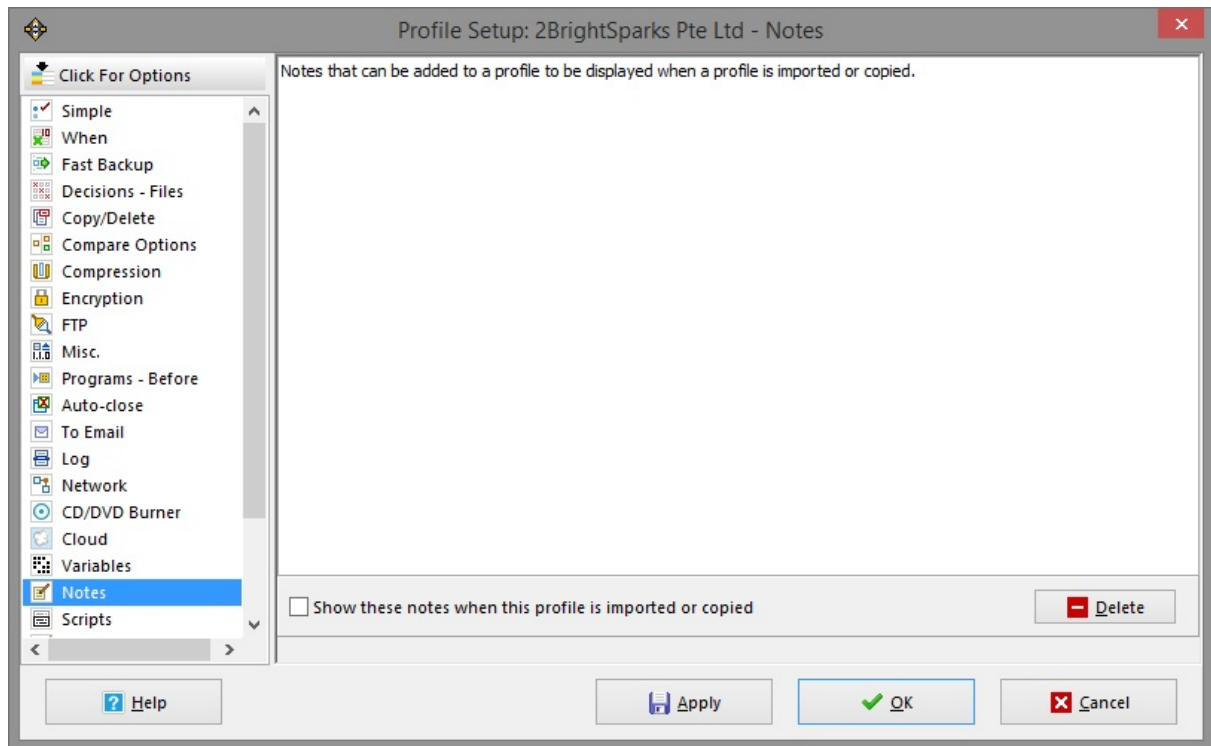 Profile Setup: 2BrightSparks Pte Ltd - Notes
Click For Options
Simple
When
Fast Backup
Decisions - Files
Copy/Delete
Compare Options
Compression
Encryption
FTP
Misc.
Programs - Before
Auto-close
To Email
Log
Network
CD/DVD Burner
Cloud
Variables
Notes
Scripts
Notes that can be added to a profile to be displayed when a profile is imported or copied.
Show these notes when this profile is imported or copied
Delete
Help
Apply
OK
Cancel